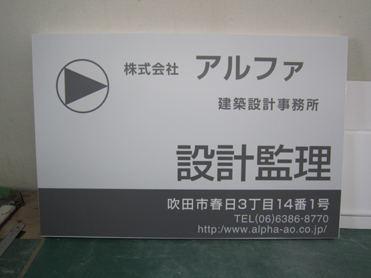 株式会社 アルファ
建築設計事務所
設計監理
吹田市春日3丁目14番1号
TEL(06)6386-8770
http://www.alpha-ao.co.jp/